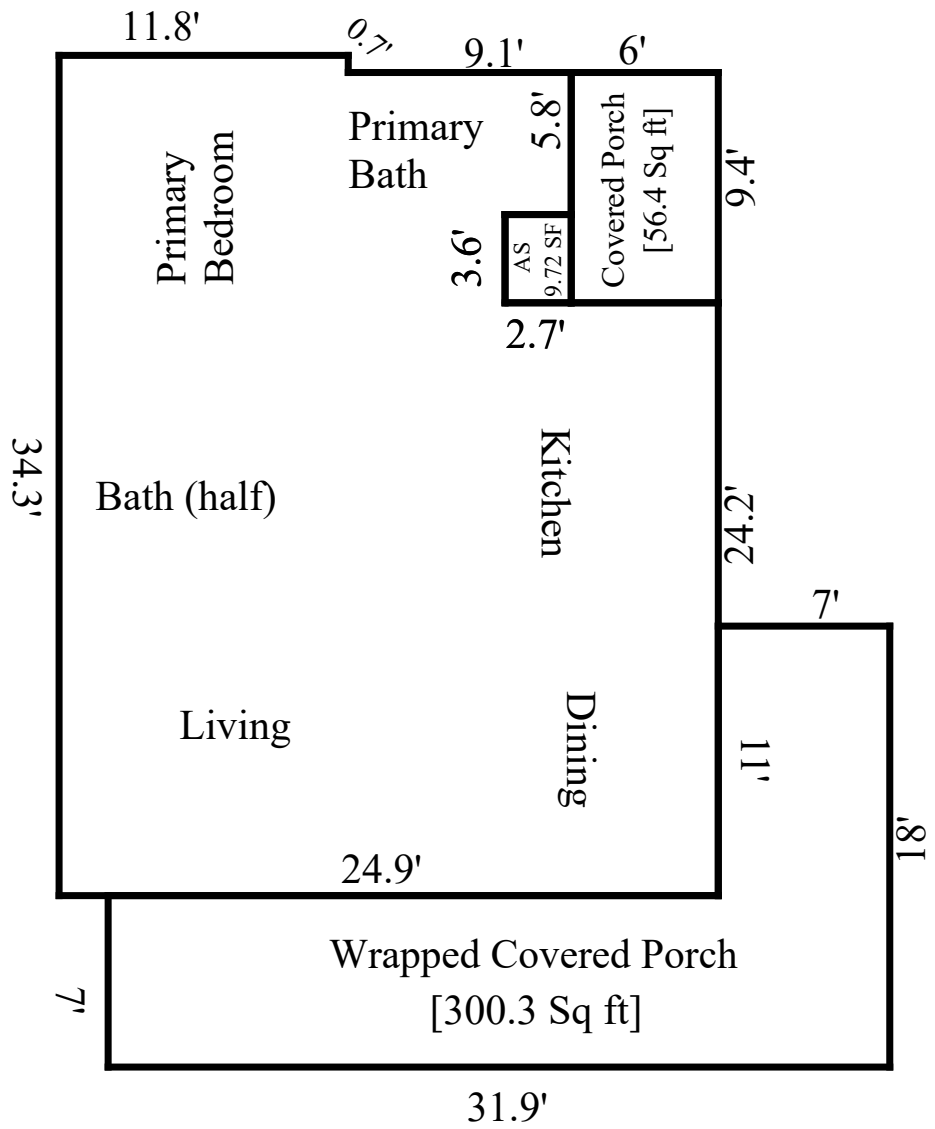 11.8'
0.7'
9.1'
6'
Primary
Bath
5.8'
Covered Porch
[56.4 Sq ft]
9.4'
Primary
Bedroom
3.6'
AS
9.72 SF
2.7'
34.3'
Bath (half)
Kitchen
24.2'
7'
Living
Dining
11'
18'
24.9'
Wrapped Covered Porch
[300.3 Sq ft]
7'
31.9'